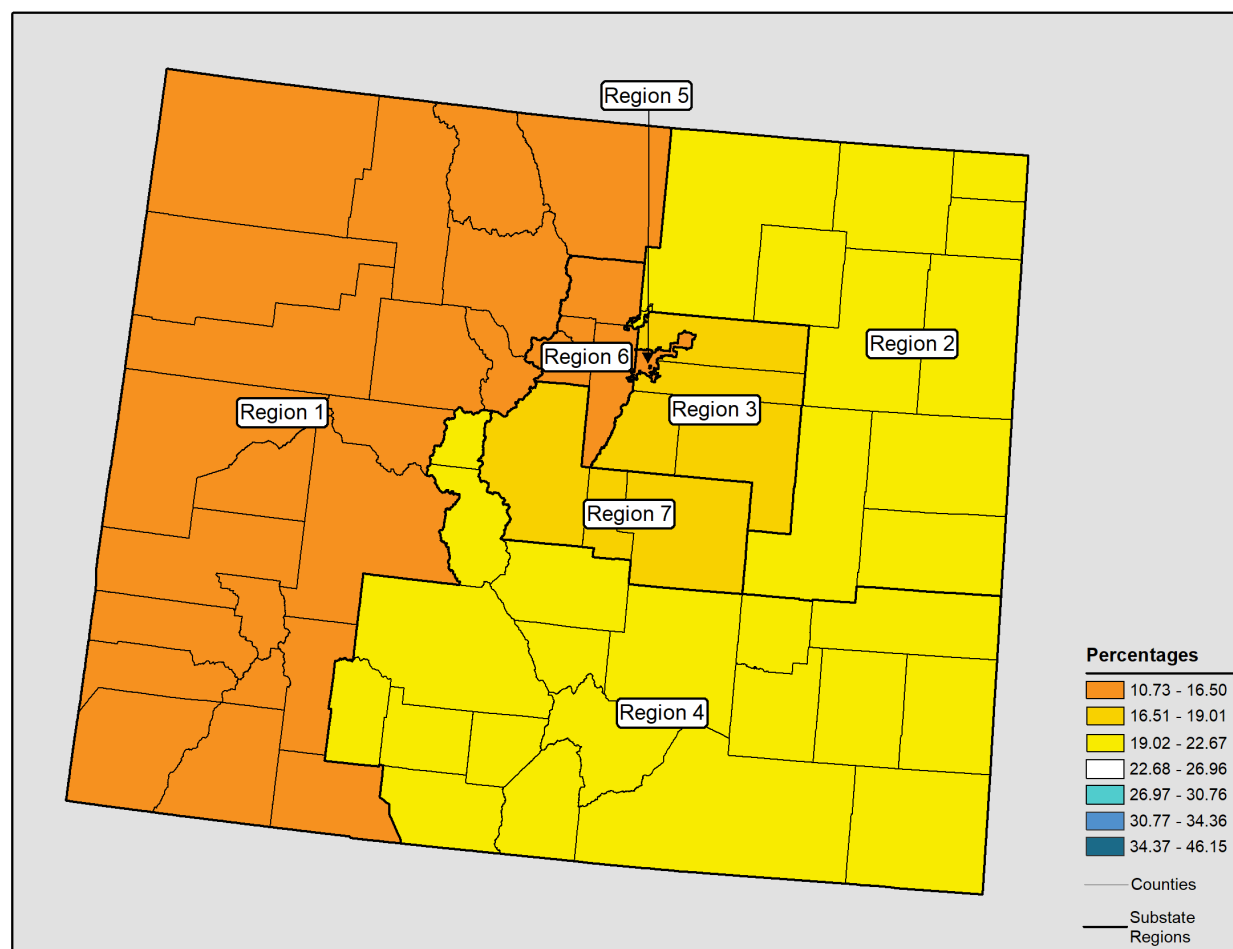 Region 5
Region 2
Region 6
Region 3
Region 1
Region 7
Region 4
Percentages
10.73 - 16.50
16.51 - 19.01
19.02 - 22.67
22.68 - 26.96
26.97 - 30.76
30.77 - 34.36
34.37 - 46.15
Counties
Substate
Regions